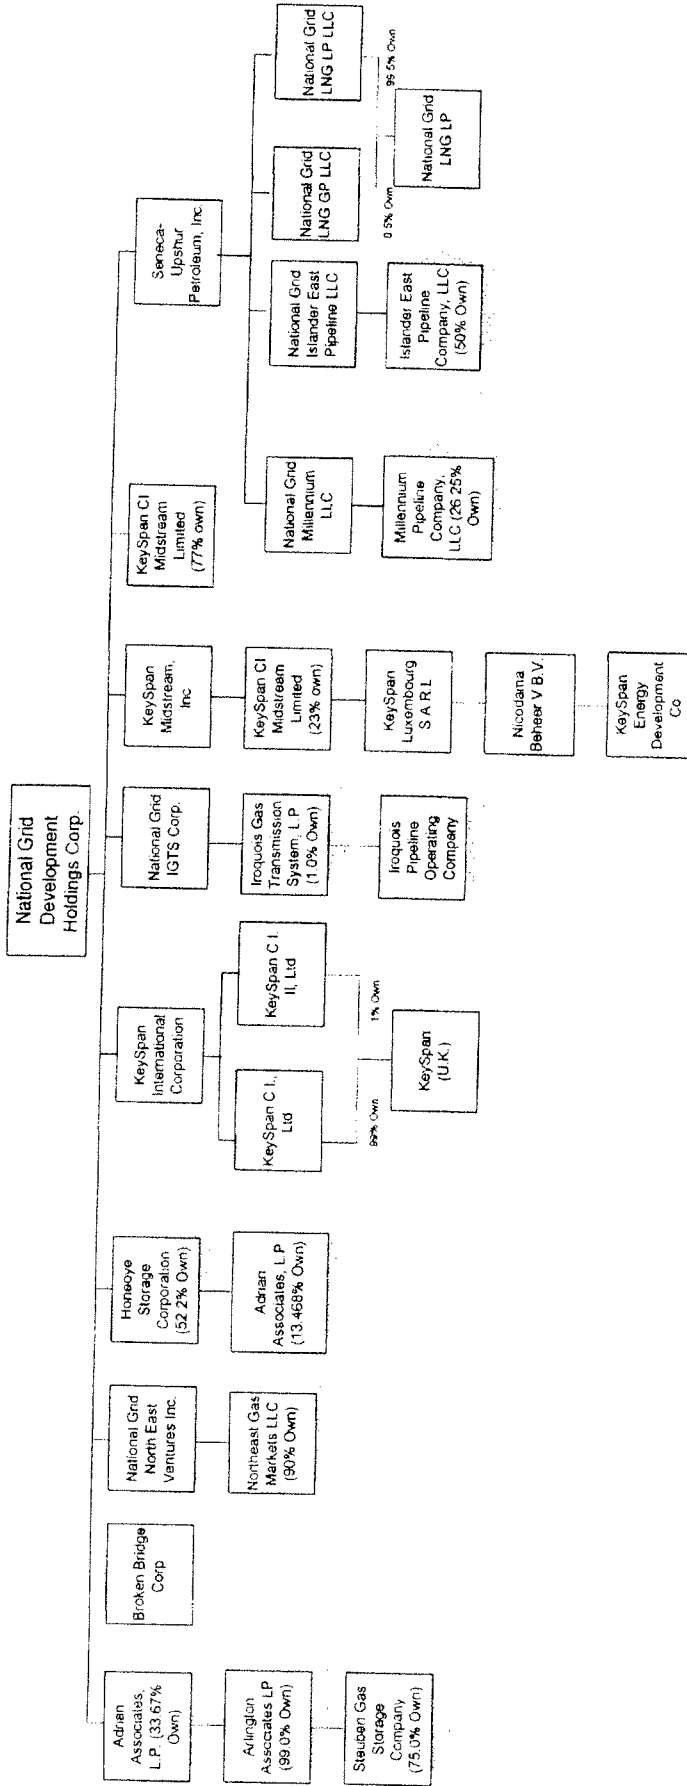 National Grid
Development
Holdings Corp.
Adrian
Associates,
L.P. (33.67%
Own)
Broken Bridge
Corp
National Grid
North East
Ventures Inc.
Honeoye
Storage
Corporation
(52.2% Own)
KeySpan
International
Corporation
National Grid
IGTS Corp.
KeySpan
Midstream,
Inc
KeySpan CI
Midstream
Limited
(77% own)
Seneca-
Upshur
Petroleum, Inc.
Arlington
Associates LP
(99.0% Own)
Northeast Gas
Markets LLC
(90% Own)
Adrian
Associates, L.P
(13.468% Own)
KeySpan C I.,
Ltd
KeySpan C I.
II, Ltd
Iroquois Gas
Transmission
System, L.P
(1.0% Own)
KeySpan CI
Midstream
Limited
(23% own)
National Grid
Millennium
LLC
National Grid
Islander East
Pipeline LLC
National Grid
LNG GP LLC
National Grid
LNG LP LLC
Steuben Gas
Storage
Company
(75.0% Own)
99% Own
1% Own
KeySpan
(U.K.)
Iroquois
Pipeline
Operating
Company
KeySpan
Luxembourg
S A R L
Millennium
Pipeline
Company,
LLC (26 25%
Own)
Islander East
Pipeline
Company, LLC
(50% Own)
0 5% Own
99 5% Own
National Grid
LNG LP
Nicodama
Beheer V B.V.
KeySpan
Energy
Development
Co